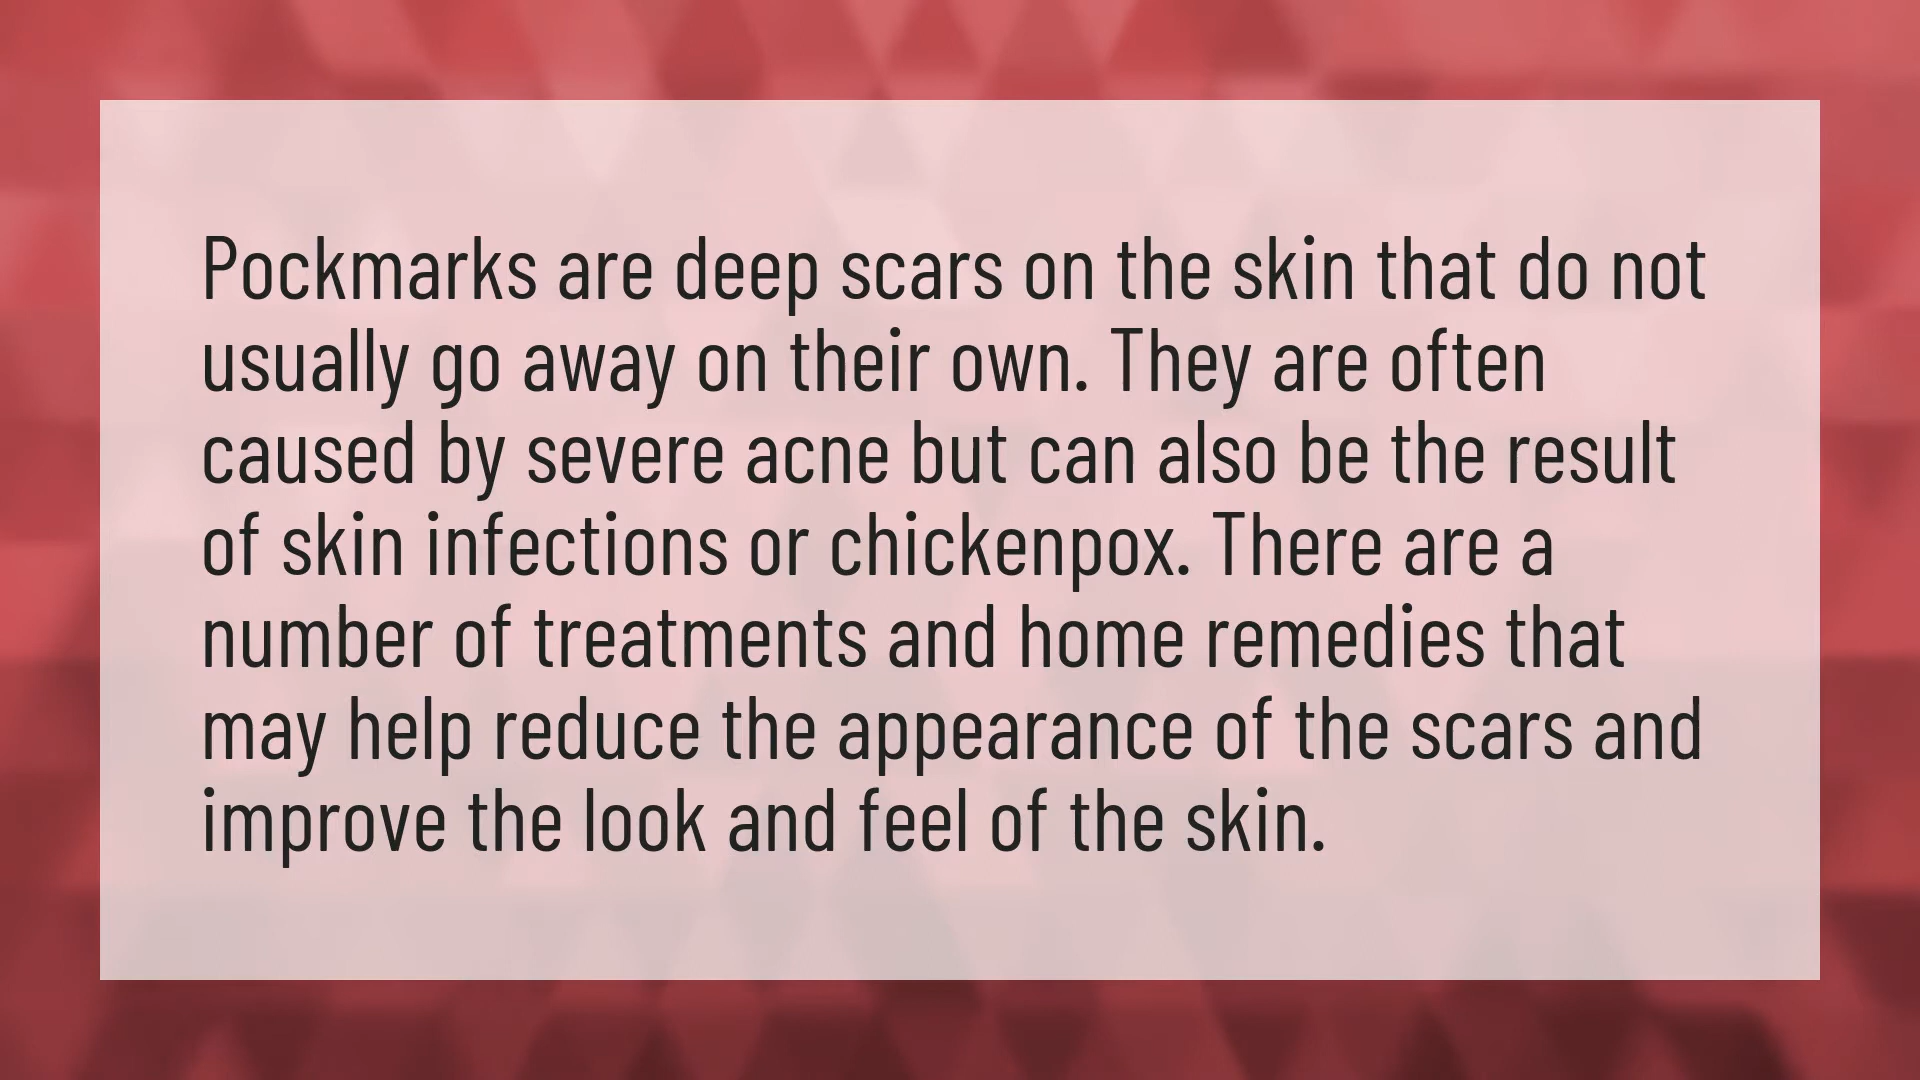 Pockmarks are deep scars on the skin that do not
usually go away on their own. They are often
caused by severe acne but can also be the result
of skin infections or chickenpox. There are a
number of treatments and home remedies that
may help reduce the appearance of the scars and
improve the look and feel of the skin.